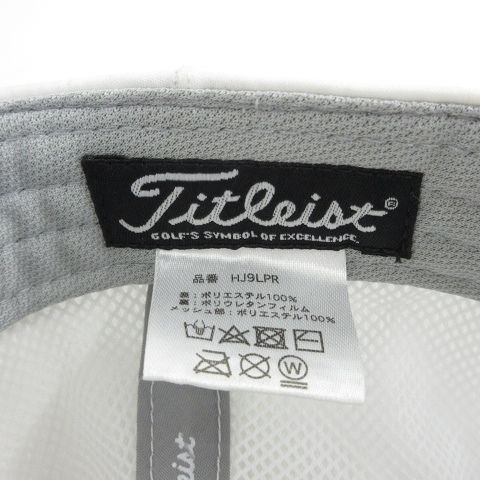 Titleist®
GOLF'S SYMBOL OF EXCELLENCE.
品番 HJ9LPR
表：ポリエステル100%
裏：ポリウレタンフィルム
メッシュ部：ポリエステル100%
W
tleist